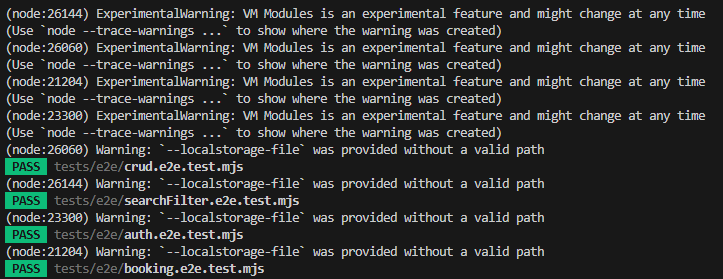 (node:26144) ExperimentalWarning: VM Modules is an experimental feature and might change at any time
(Use `node --trace-warnings ...` to show where the warning was created)
(node:26060) ExperimentalWarning: VM Modules is an experimental feature and might change at any time
(Use `node --trace-warnings ...` to show where the warning was created)
(node:21204) ExperimentalWarning: VM Modules is an experimental feature and might change at any time
(Use `node --trace-warnings ...` to show where the warning was created)
(node:23300) ExperimentalWarning: VM Modules is an experimental feature and might change at any time
(Use `node --trace-warnings ...` to show where the warning was created)
(node:26060) Warning: `--localstorage-file` was provided without a valid path
PASS tests/e2e/crud.e2e.test.mjs
(node:26144) Warning: `--localstorage-file` was provided without a valid path
PASS tests/e2e/searchFilter.e2e.test.mjs
(node:23300) Warning: `--localstorage-file` was provided without a valid path
PASS tests/e2e/auth.e2e.test.mjs
(node:21204) Warning: `--localstorage-file` was provided without a valid path
PASS tests/e2e/booking.e2e.test.mjs